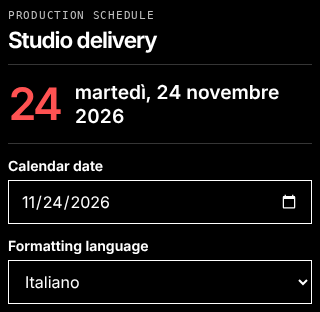 PRODUCTION SCHEDULE
Studio delivery
24
martedì, 24 novembre
2026
Calendar date
11/24/2026
Formatting language
Italiano